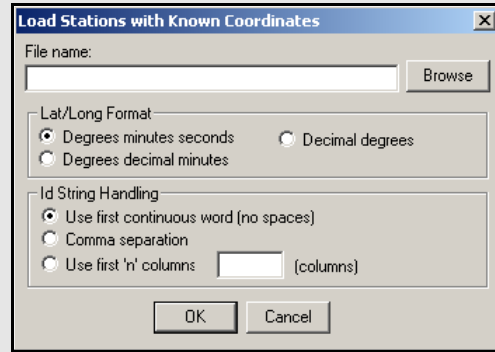 Load Stations with Known Coordinates
File name:
Browse
Lat/Long Format
Degrees minutes seconds
Decimal degrees
Degrees decimal minutes
Id String Handling
Use first continuous word (no spaces)
Comma separation
Use first 'n' columns
(columns)
OK
Cancel